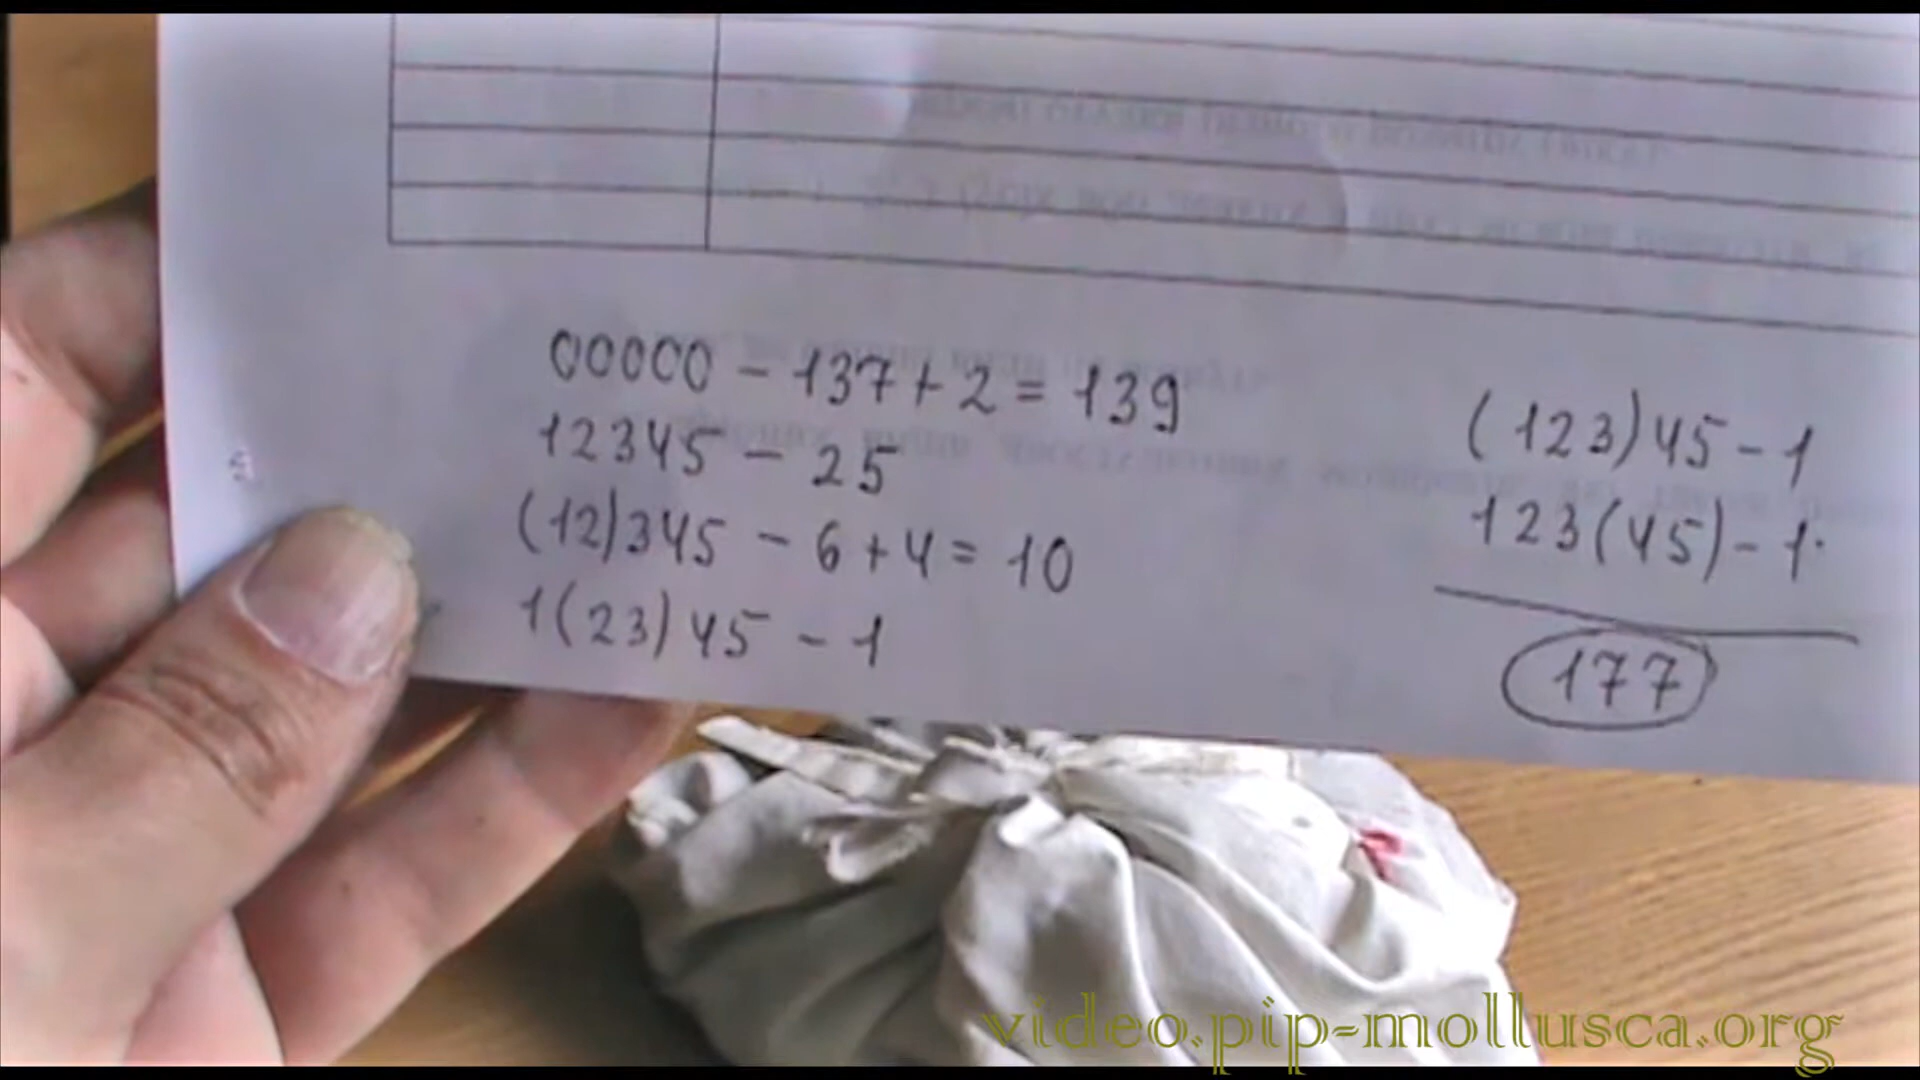 00000 - 137 + 2 = 139
12345 - 25
(12)345 - 6 + 4 = 10
1(23)45 - 1
(123)45 - 1
123(45) - 1.
177
video.pip-mollusca.org